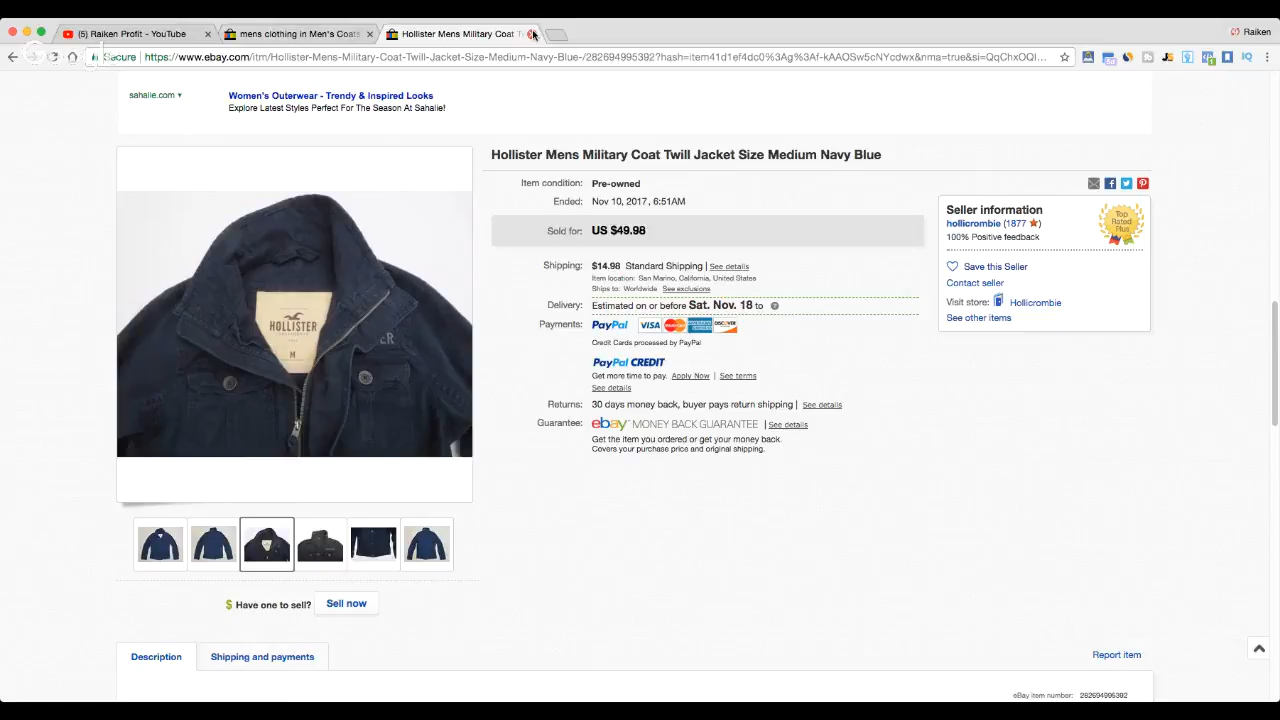 (5) Raiken Profit - YouTube
mens clothing in Men's Coats
Hollister Mens Military Coat T
Raiken
Secure
https://www.ebay.com/itm/Hollister-Mens-Military-Coat-Twill-Jacket-Size-Medium-Navy-Blue-/282694995392?hash=item41d1ef4dc0%3Ag%3Af-kAAOSw5cNYcdwx&nma=true&si=QqChxOQI...
sahalie.com
Women's Outerwear - Trendy & Inspired Looks
Explore Latest Styles Perfect For The Season At Sahalie!
Hollister Mens Military Coat Twill Jacket Size Medium Navy Blue
Item condition: Pre-owned
Ended: Nov 10, 2017 , 6:51AM
Sold for: US $49.98
Shipping: $14.98 Standard Shipping | See details
Item location: San Marino, California, United States
Ships to: Worldwide See exclusions
Delivery: Estimated on or before Sat. Nov. 18 to
Payments: PayPal VISA MasterCard AMERICAN EXPRESS DISCOVER
Credit Cards processed by PayPal
PayPal CREDIT
Get more time to pay. Apply Now | See terms
See details
Returns: 30 days money back, buyer pays return shipping | See details
Guarantee: ebay MONEY BACK GUARANTEE | See details
Get the item you ordered or get your money back.
Covers your purchase price and original shipping.
Seller information
hollicrombie (1877 )
100% Positive feedback
Top Rated Plus
Save this Seller
Contact seller
Visit store: Hollicrombie
See other items
HOLLISTER
M
$ Have one to sell? Sell now
Description
Shipping and payments
Report item
eBay item number: 282694995392